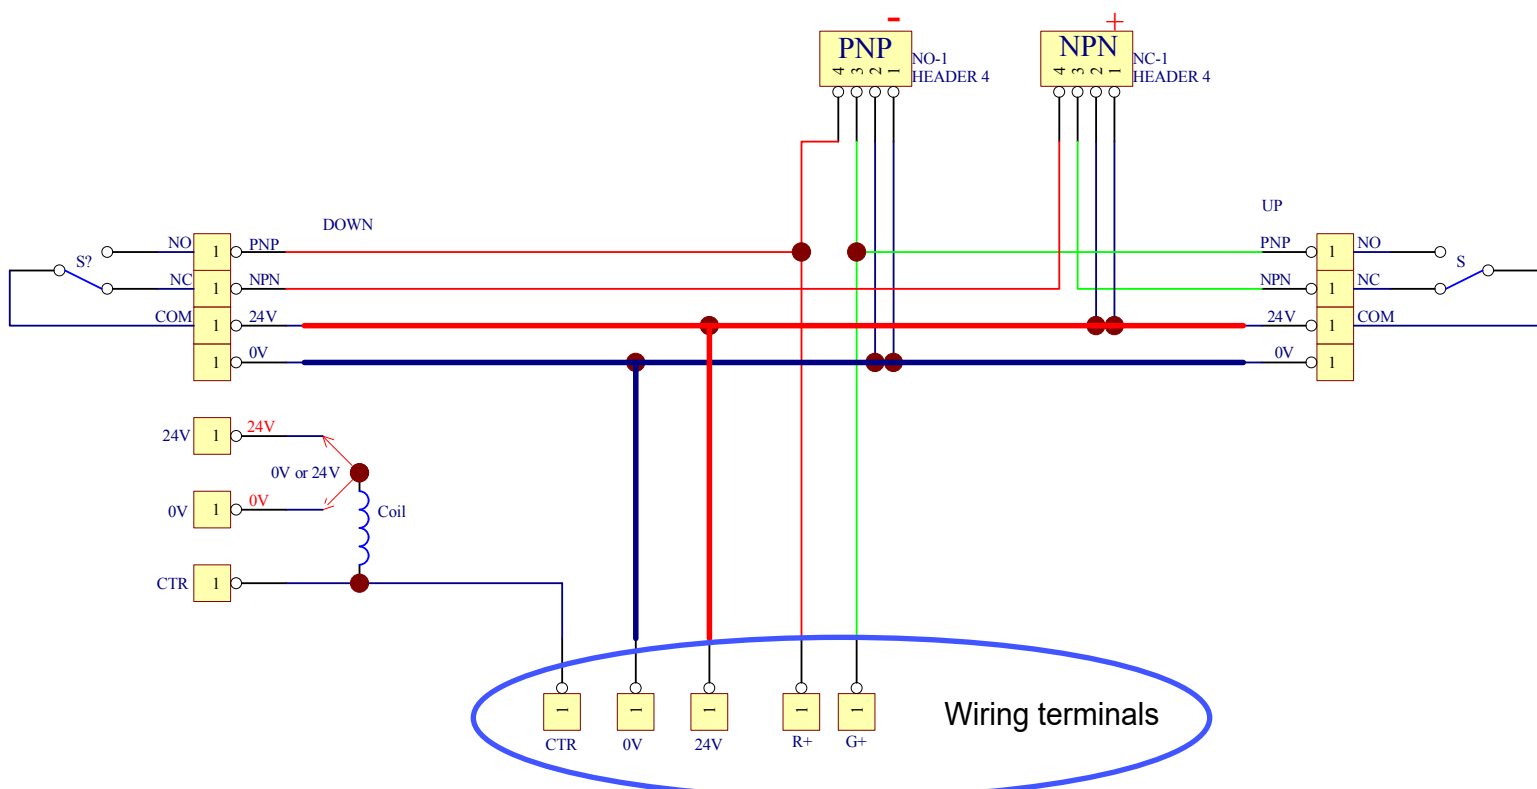 -
+
PNP
NPN
NO-1
HEADER 4
NC-1
HEADER 4
4 3 2 1
4 3 2 1
DOWN
UP
S?
NO 1 PNP
NC 1 NPN
COM 1 24V
1 0V
PNP 1 NO
NPN 1 NC
24V 1 COM
0V 1
S
24V 1 24V
0V or 24V
0V 1 0V
Coil
CTR 1
1 1 1 1 1
CTR 0V 24V R+ G+
Wiring terminals